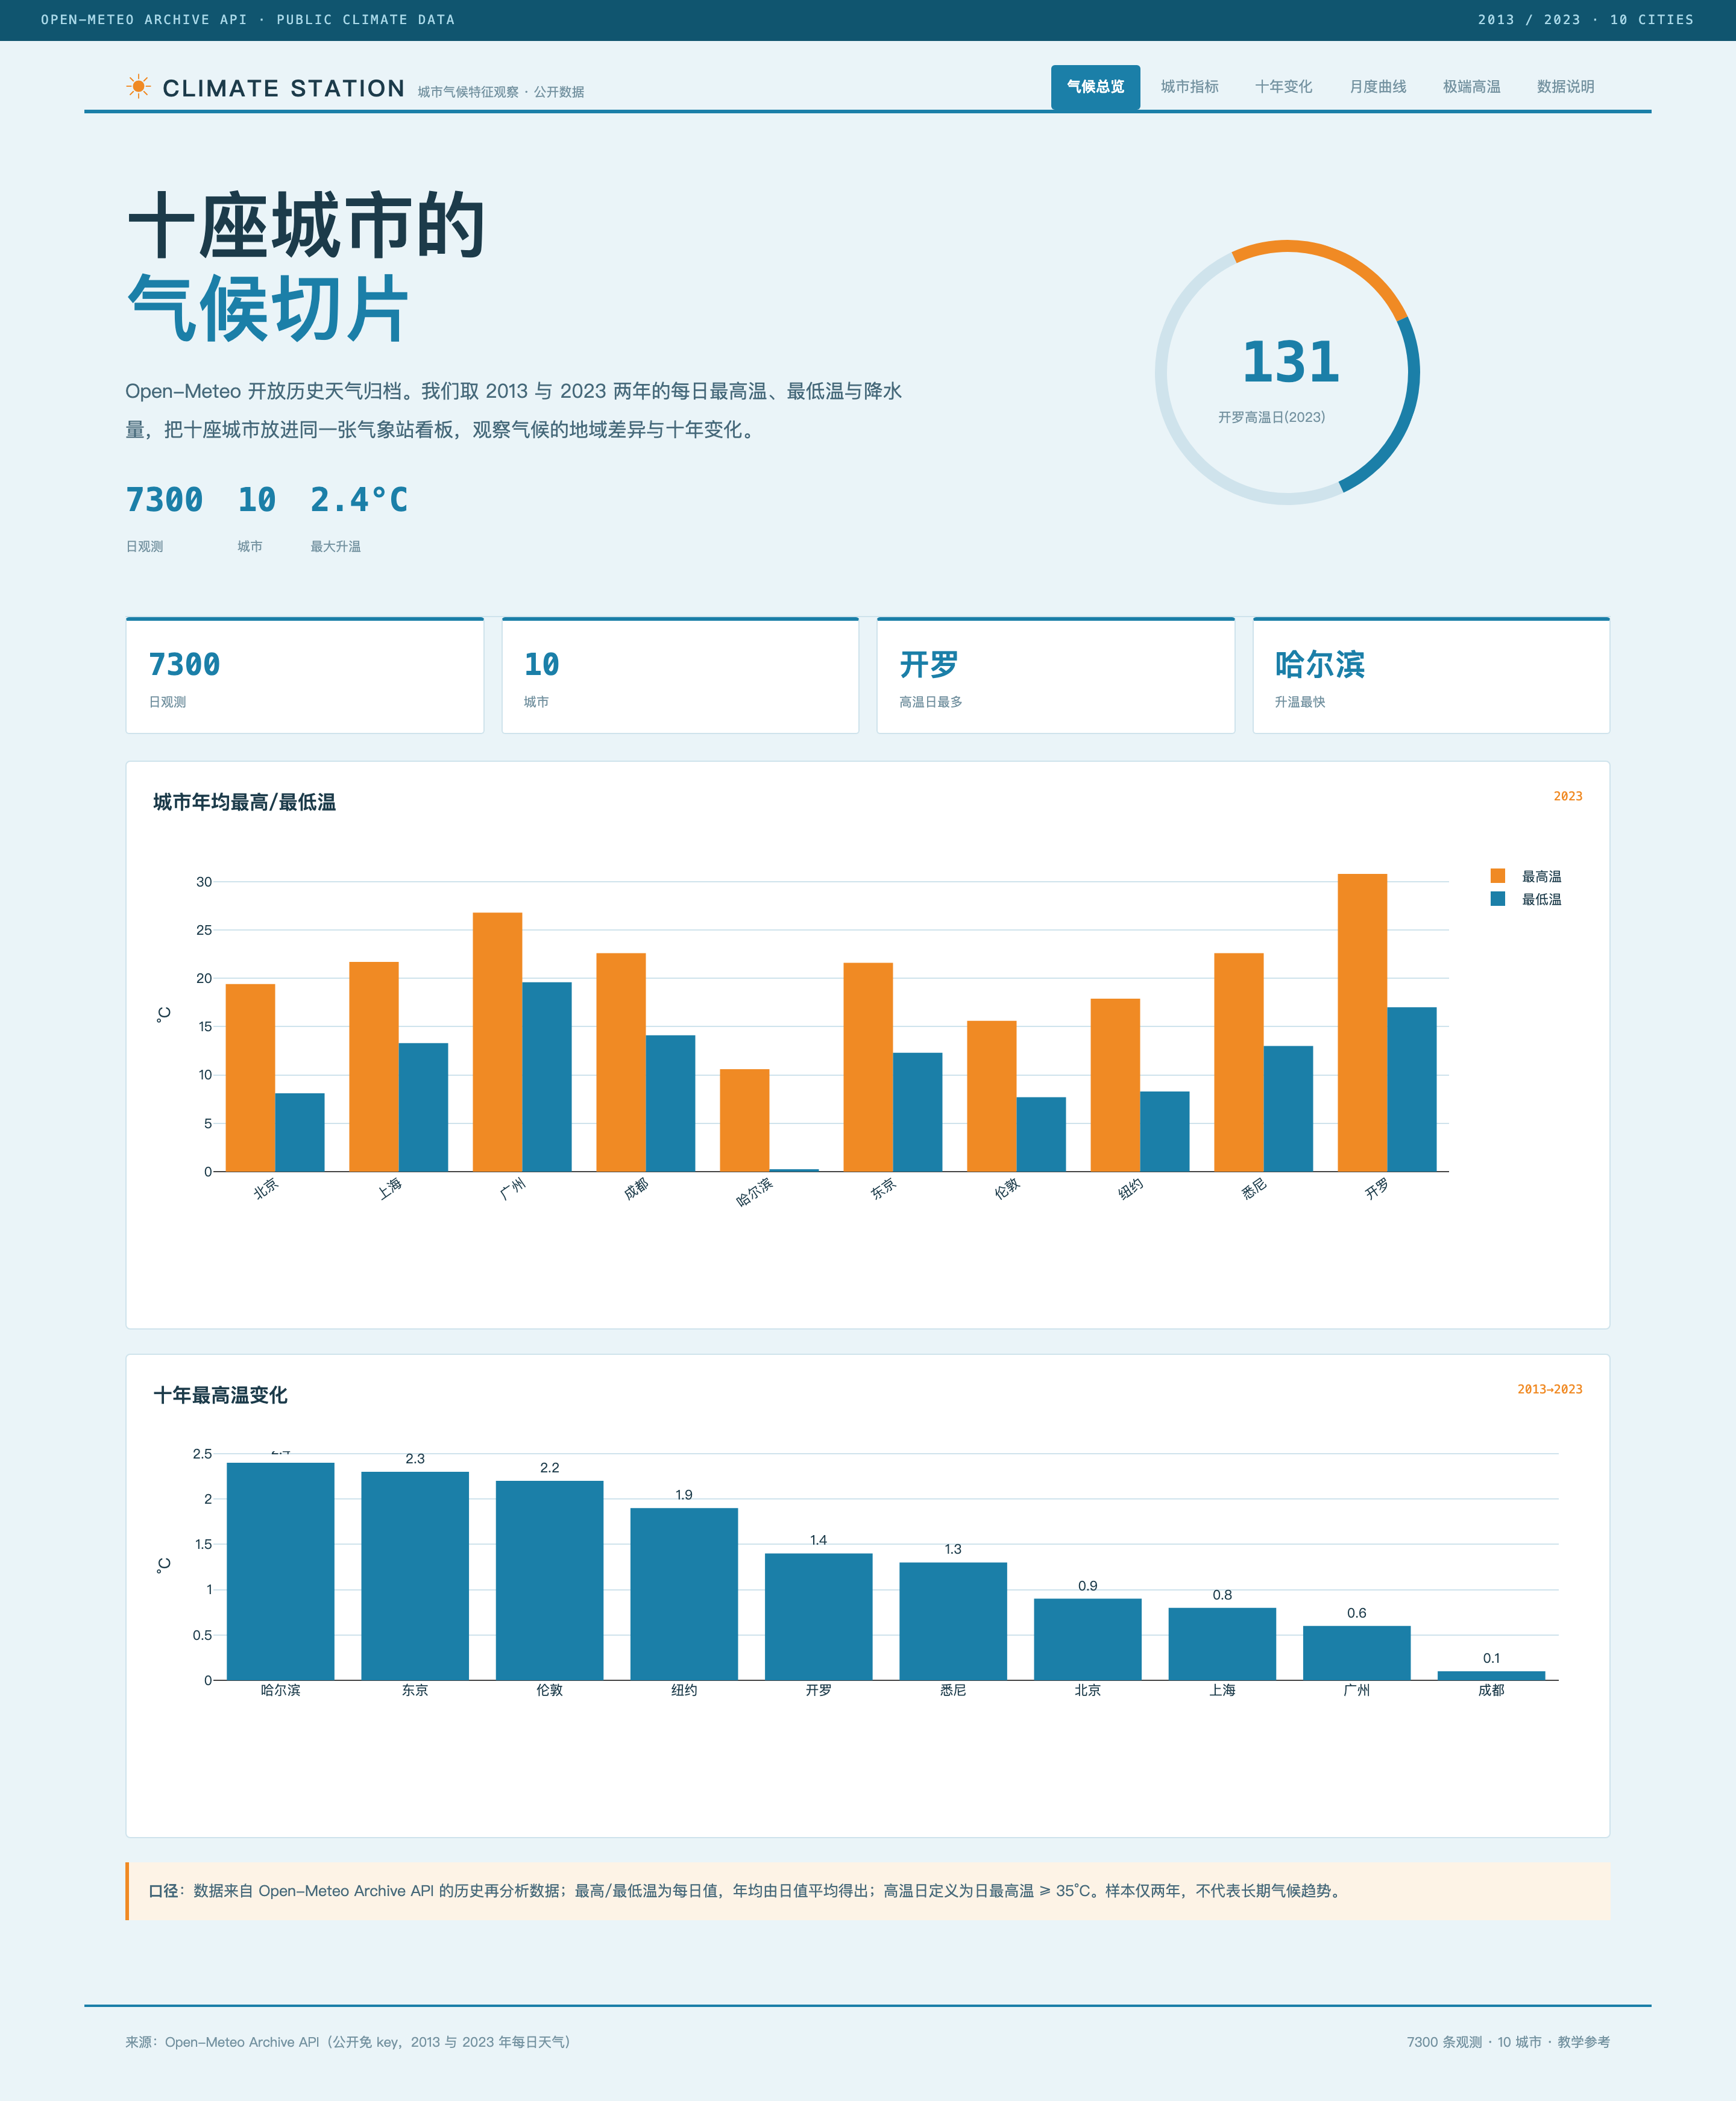 OPEN-METEO ARCHIVE API · PUBLIC CLIMATE DATA
2013 / 2023 · 10 CITIES
CLIMATE STATION 城市气候特征观察 · 公开数据
气候总览 城市指标 十年变化 月度曲线 极端高温 数据说明
十座城市的
气候切片
Open-Meteo 开放历史天气归档。我们取 2013 与 2023 两年的每日最高温、最低温与降水
量，把十座城市放进同一张气象站看板，观察气候的地域差异与十年变化。
7300 10 2.4°C
日观测 城市 最大升温
131
开罗高温日(2023)
7300
日观测
10
城市
开罗
高温日最多
哈尔滨
升温最快
城市年均最高/最低温
2023
最高温
最低温
°C
30
25
20
15
10
5
0
北京 上海 广州 成都 哈尔滨 东京 伦敦 纽约 悉尼 开罗
十年最高温变化
2013→2023
°C
2.5
2
1.5
1
0.5
0
2.3 2.2 1.9 1.4 1.3 0.9 0.8 0.6 0.1
哈尔滨 东京 伦敦 纽约 开罗 悉尼 北京 上海 广州 成都
口径：数据来自 Open-Meteo Archive API 的历史再分析数据；最高/最低温为每日值，年均由日值平均得出；高温日定义为日最高温 ≥ 35°C。样本仅两年，不代表长期气候趋势。
来源：Open-Meteo Archive API（公开免 key，2013 与 2023 年每日天气）
7300 条观测 · 10 城市 · 教学参考